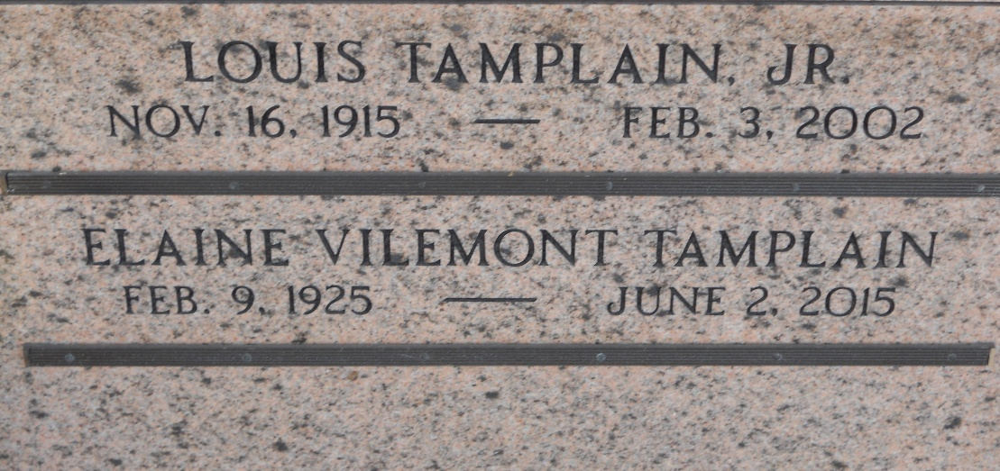 LOUIS TAMPLAIN, JR.
NOV. 16, 1915 — FEB. 3, 2002
ELAINE VILEMONT TAMPLAIN
FEB. 9, 1925 — JUNE 2, 2015